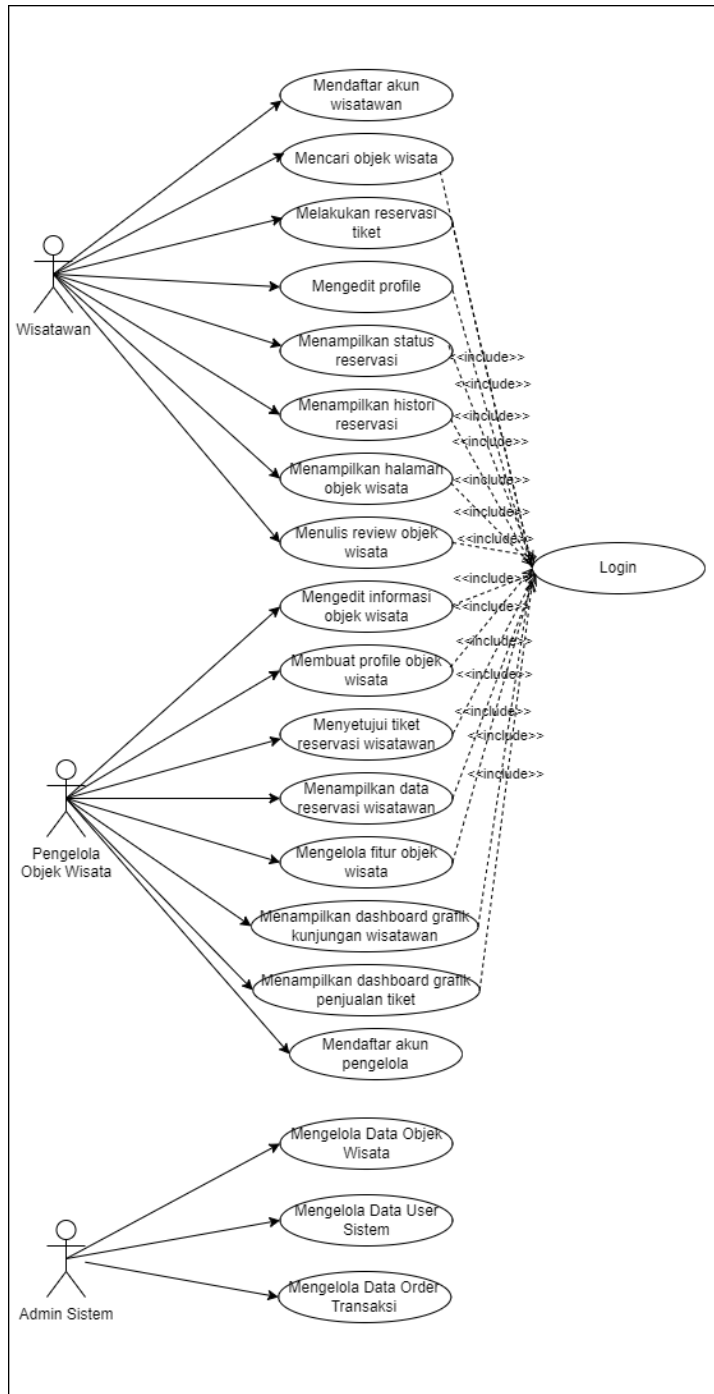 Mendaftar akun
wisatawan
Mencari objek wisata
Melakukan reservasi
tiket
Mengedit profile
Wisatawan
Menampilkan status
reservasi
<<include>>
<<include>>
Menampilkan histori
reservasi
<<include>>
<<include>>
Menampilkan halaman
objek wisata
<<include>>
<<include>>
Menulis review objek
wisata
<<include>>
Login
<<include>>
Mengedit informasi
objek wisata
<<include>>
<<include>>
Membuat profile objek
wisata
<<include>>
Menyetujui tiket
reservasi wisatawan
<<include>>
<<include>>
Menampilkan data
reservasi wisatawan
Pengelola
Objek Wisata
Mengelola fitur objek
wisata
Menampilkan dashboard grafik
kunjungan wisatawan
Menampilkan dashboard grafik
penjualan tiket
Mendaftar akun
pengelola
Mengelola Data Objek
Wisata
Mengelola Data User
Sistem
Mengelola Data Order
Transaksi
Admin Sistem